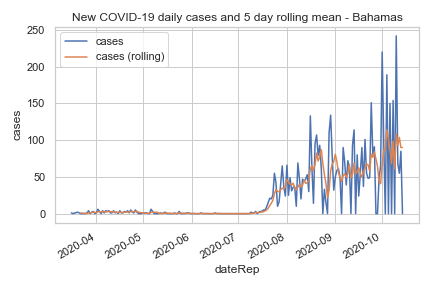 New COVID-19 daily cases and 5 day rolling mean - Bahamas
cases
cases (rolling)
250
200
150
100
50
0
cases
2020-04
2020-05
2020-06
2020-07
2020-08
2020-09
2020-10
dateRep